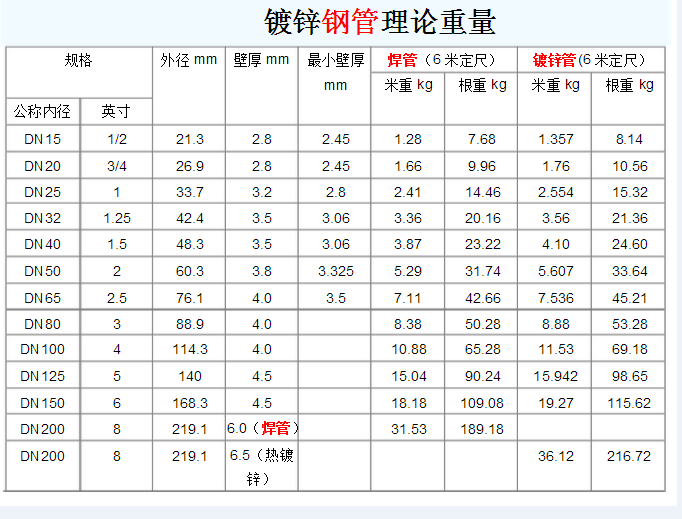 镀锌钢管理论重量
规格 外径 mm 壁厚 mm 最小壁厚 mm 焊管（6 米定尺） 镀锌管(6 米定尺）
米重 kg 根重 kg 米重 kg 根重 kg
公称内径 英寸
DN15 1/2 21.3 2.8 2.45 1.28 7.68 1.357 8.14
DN20 3/4 26.9 2.8 2.45 1.66 9.96 1.76 10.56
DN25 1 33.7 3.2 2.8 2.41 14.46 2.554 15.32
DN32 1.25 42.4 3.5 3.06 3.36 20.16 3.56 21.36
DN40 1.5 48.3 3.5 3.06 3.87 23.22 4.10 24.60
DN50 2 60.3 3.8 3.325 5.29 31.74 5.607 33.64
DN65 2.5 76.1 4.0 3.5 7.11 42.66 7.536 45.21
DN80 3 88.9 4.0 8.38 50.28 8.88 53.28
DN100 4 114.3 4.0 10.88 65.28 11.53 69.18
DN125 5 140 4.5 15.04 90.24 15.942 98.65
DN150 6 168.3 4.5 18.18 109.08 19.27 115.62
DN200 8 219.1 6.0（焊管） 31.53 189.18
DN200 8 219.1 6.5（热镀锌） 36.12 216.72